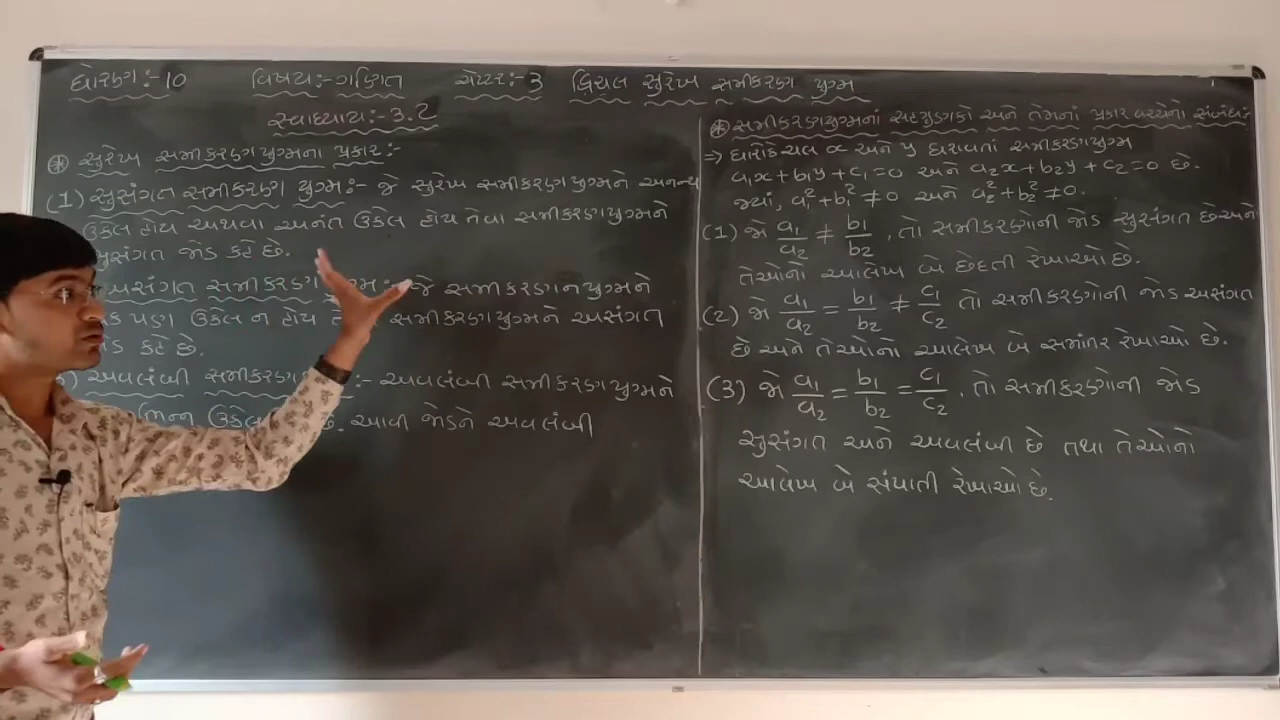 ધોરણ:-10 વિષય:-ગણિત ચેપ્ટર:-3 દ્વિચલ સુરેખ સમીકરણ યુગ્મ
સ્વાધ્યાય:-૩.૨
સુરેખ સમીકરણયુગ્મના પ્રકાર:-
(1) સુસંગત સમીકરણ યુગ્મ:- જે સુરેખ સમીકરણયુગ્મને અનન્ય
ઉકેલ હોય અથવા અનંત ઉકેલ હોય તેવા સમીકરણયુગ્મને
સુસંગત જોડ કહે છે.
અસંગત સમીકરણ યુગ્મ:- જે સમીકરણનયુગ્મને
પણ ઉકેલ ન હોય સમીકરણયુગ્મને અસંગત
કહે છે.
અવલંબી સમીકરણ :- અવલંબી સમીકરણયુગ્મને
ઉકેલ છે. આવી જોડને અવલંબી
સમીકરણયુગ્મનાં સહગુણકો અને તેમનાં પ્રકાર વચ્ચેનો સંબંધ:
⇒ ધારોકે ચલ x અને y ધરાવતાં સમીકરણયુગ્મ
a₁x+b₁y+c₁=0 અને a₂x+b₂y+c₂=0 છે.
જ્યાં, a₁²+b₁²≠0 અને a₂²+b₂²≠0.
(1) જો a₁/a₂ ≠ b₁/b₂, તો સમીકરણોની જોડ સુસંગત છે અને
તેઓનો આલેખ બે છેદતી રેખાઓ છે.
(2) જો a₁/a₂ = b₁/b₂ ≠ c₁/c₂ તો સમીકરણોની જોડ અસંગત
છે અને તેઓનો આલેખ બે સમાંતર રેખાઓ છે.
(3) જો a₁/a₂ = b₁/b₂ = c₁/c₂, તો સમીકરણોની જોડ
સુસંગત અને અવલંબી છે તથા તેઓનો
આલેખ બે સંપાતી રેખાઓ છે.